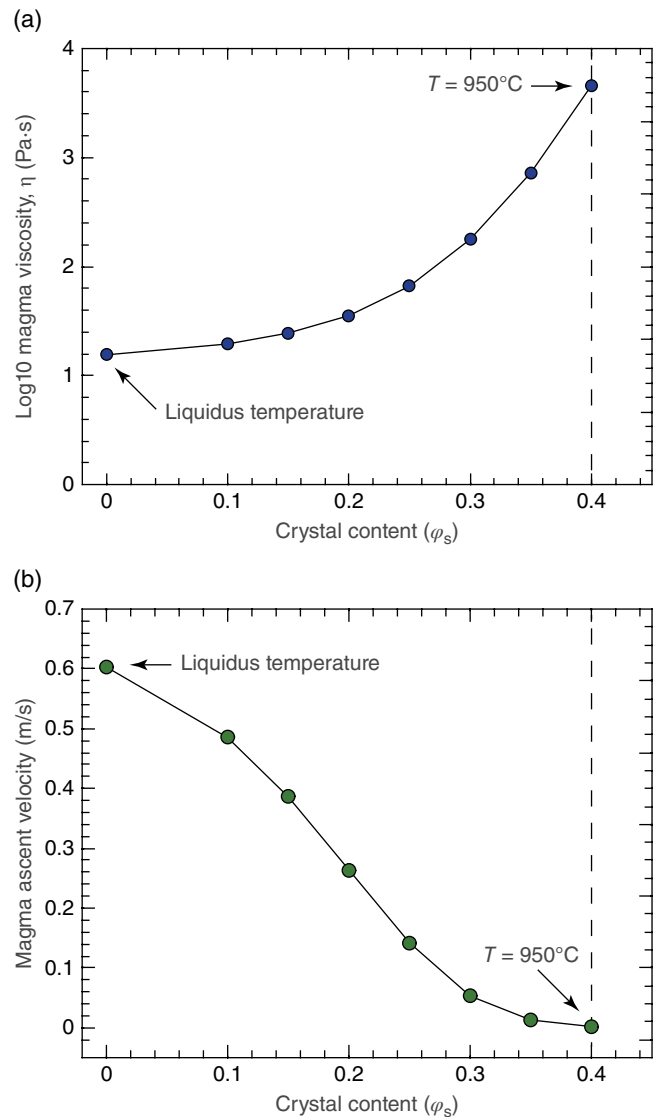 (a)
4
3
2
1
0
Log10 magma viscosity, η (Pa·s)
T = 950°C
Liquidus temperature
0 0.1 0.2 0.3 0.4
Crystal content (φs)
(b)
0.7
0.6
0.5
0.4
0.3
0.2
0.1
0
Magma ascent velocity (m/s)
Liquidus temperature
T = 950°C
0 0.1 0.2 0.3 0.4
Crystal content (φs)